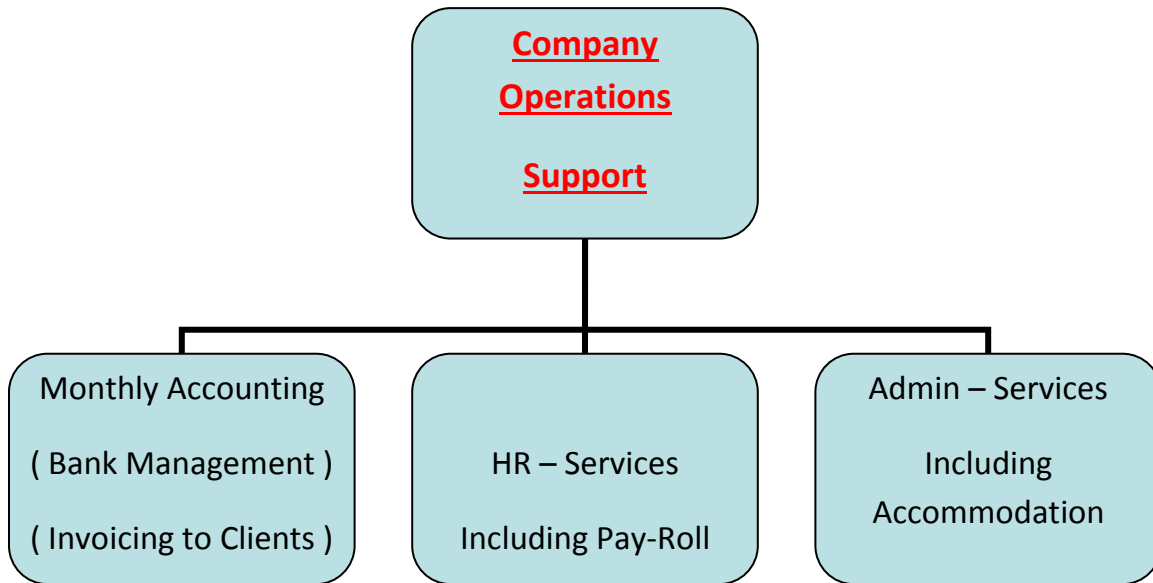 Company
Operations
Support
Monthly Accounting
( Bank Management )
( Invoicing to Clients )
HR – Services
Including Pay-Roll
Admin – Services
Including
Accommodation